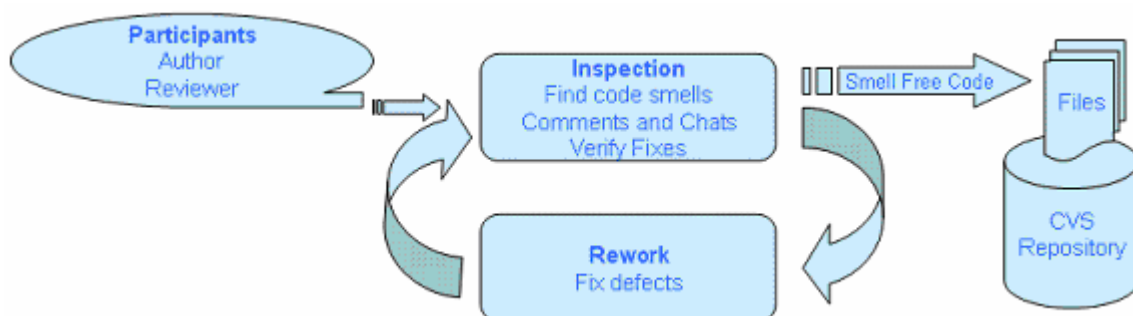 Participants
Author
Reviewer
Inspection
Find code smells
Comments and Chats
Verify Fixes
Smell Free Code
Files
CVS
Repository
Rework
Fix defects